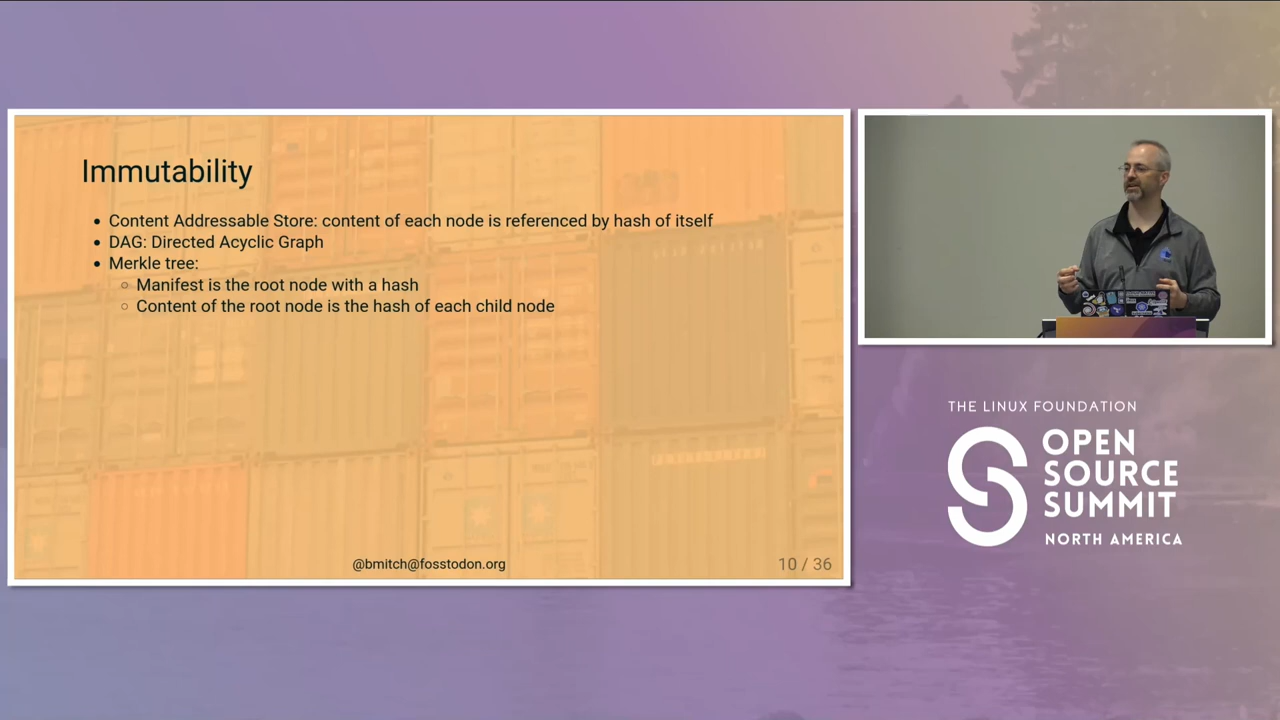 Immutability
Content Addressable Store: content of each node is referenced by hash of itself
DAG: Directed Acyclic Graph
Merkle tree:
Manifest is the root node with a hash
Content of the root node is the hash of each child node
@bmitch@fosstodon.org
10 / 36
THE LINUX FOUNDATION
OPEN
SOURCE
SUMMIT
NORTH AMERICA